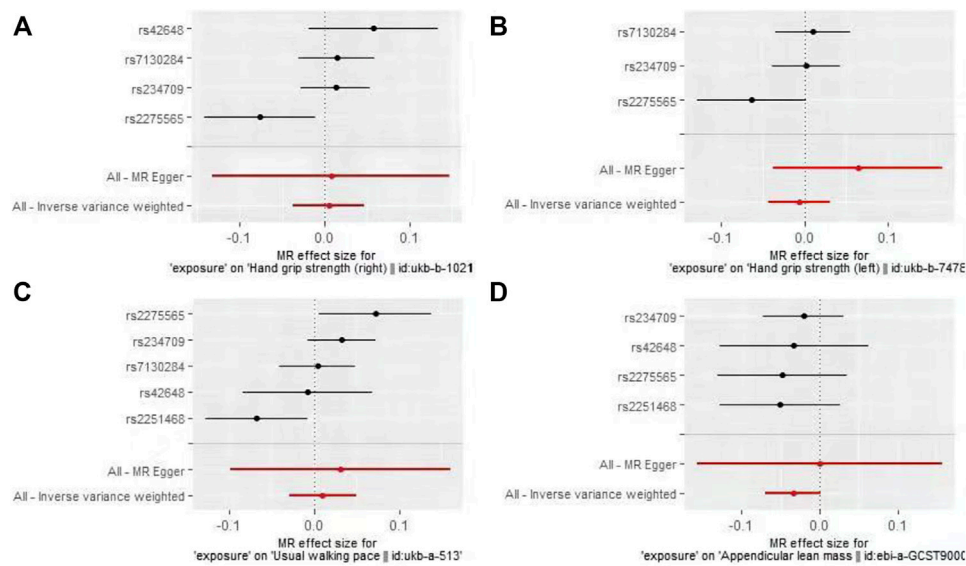 A
rs42648
rs7130284
rs234709
rs2275565
All - MR Egger
All - Inverse variance weighted
-0.1 0.0 0.1
MR effect size for
'exposure' on 'Hand grip strength (right) || id:ukb-b-1021
B
rs7130284
rs234709
rs2275565
All - MR Egger
All - Inverse variance weighted
-0.1 0.0 0.1
MR effect size for
'exposure' on 'Hand grip strength (left) || id:ukb-b-7478
C
rs2275565
rs234709
rs7130284
rs42648
rs2251468
All - MR Egger
All - Inverse variance weighted
-0.1 0.0 0.1
MR effect size for
'exposure' on 'Usual walking pace || id:ukb-a-513'
D
rs234709
rs42648
rs2275565
rs2251468
All - MR Egger
All - Inverse variance weighted
-0.1 0.0 0.1
MR effect size for
'exposure' on 'Appendicular lean mass || id:ebi-a-GCST9000